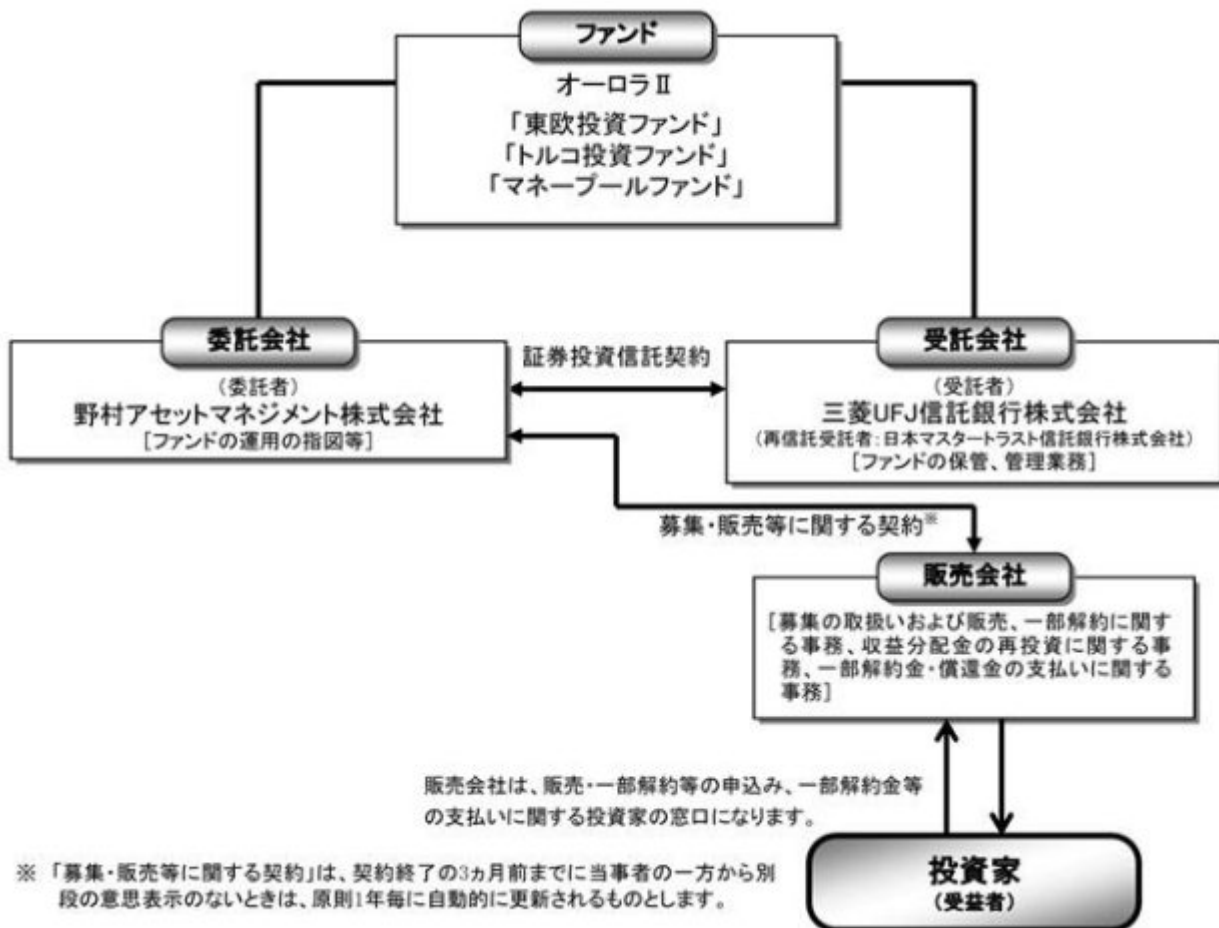 ファンド
オーロラⅡ
「東欧投資ファンド」
「トルコ投資ファンド」
「マネープールファンド」
委託会社
(委託者)
野村アセットマネジメント株式会社
[ファンドの運用の指図等]
証券投資信託契約
受託会社
(受託者)
三菱UFJ信託銀行株式会社
(再信託受託者:日本マスタートラスト信託銀行株式会社)
[ファンドの保管、管理業務]
募集・販売等に関する契約※
販売会社
[募集の取扱いおよび販売、一部解約に関す
る事務、収益分配金の再投資に関する事
務、一部解約金・償還金の支払いに関する
事務]
販売会社は、販売・一部解約等の申込み、一部解約金等
の支払いに関する投資家の窓口になります。
投資家
(受益者)
※ 「募集・販売等に関する契約」は、契約終了の3ヵ月前までに当事者の一方から別
段の意思表示のないときは、原則1年毎に自動的に更新されるものとします。